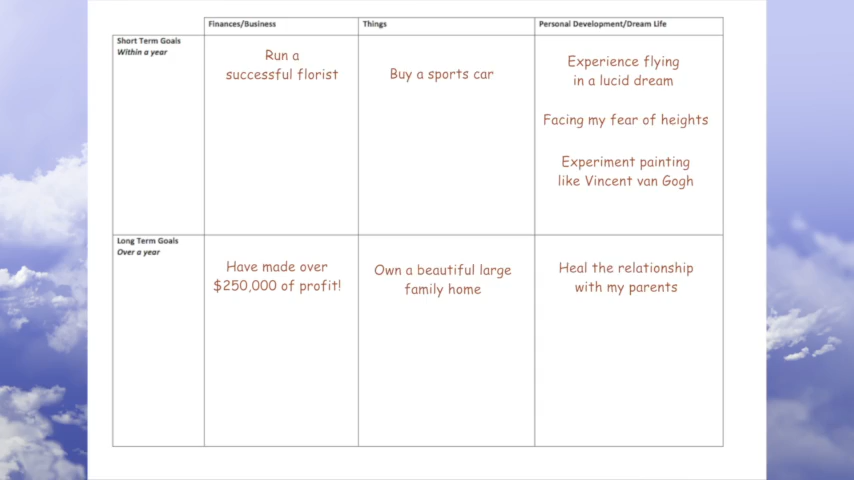 Finances/Business
Things
Personal Development/Dream Life
Short Term Goals
Within a year
Run a
successful florist
Buy a sports car
Experience flying
in a lucid dream
Facing my fear of heights
Experiment painting
like Vincent van Gogh
Long Term Goals
Over a year
Have made over
$250,000 of profit!
Own a beautiful large
family home
Heal the relationship
with my parents